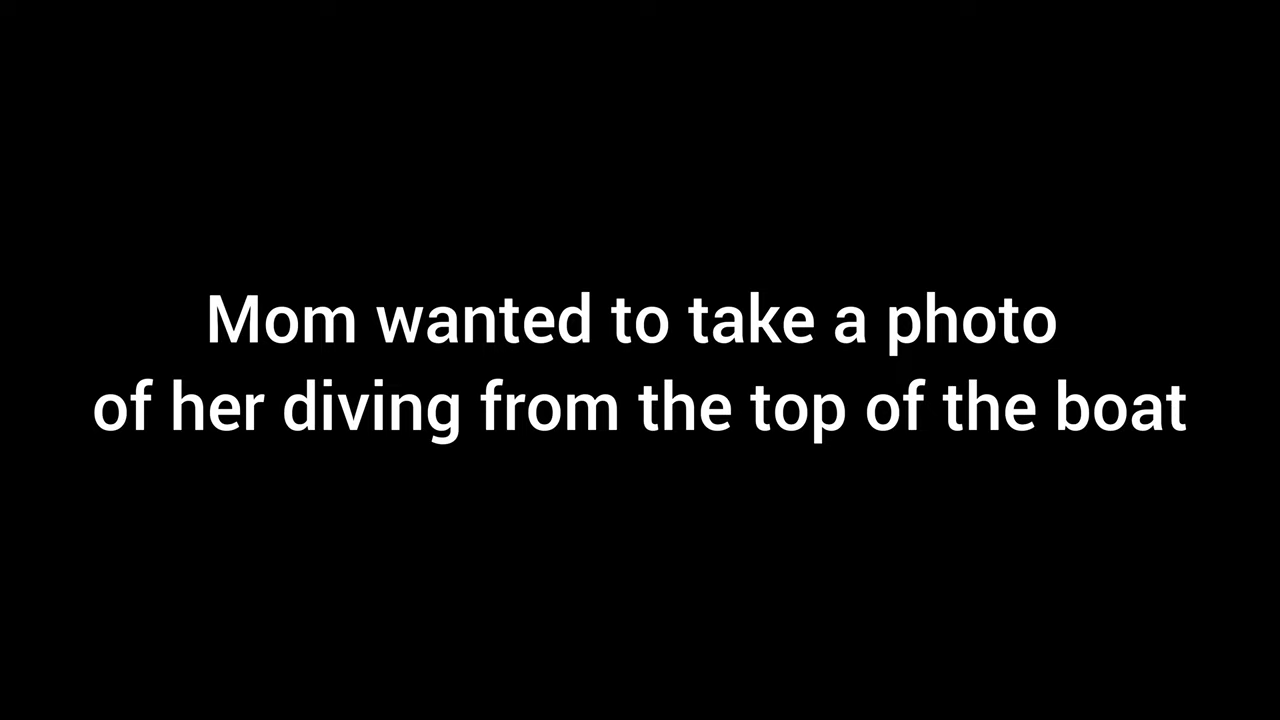 Mom wanted to take a photo
of her diving from the top of the boat